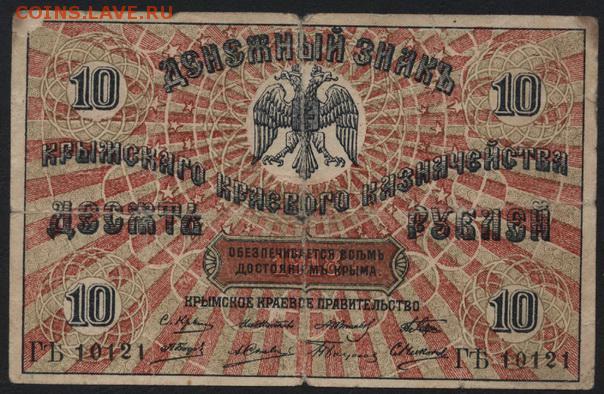 COINS.LAVE.RU
ДЕНЕЖНЫЙ ЗНАКЪ
10 10
КРЫМСКАГО КРАЕВОГО КАЗНАЧЕЙСТВА
ДЕСЯТЬ РУБЛЕЙ
ОБЕЗПЕЧИВАЕТСЯ ВСѢМЪ
ДОСТОЯНІЕМЪ КРЫМА.
КРЫМСКОЕ КРАЕВОЕ ПРАВИТЕЛЬСТВО
10 10
ГЪ 10121 ГЪ 10121